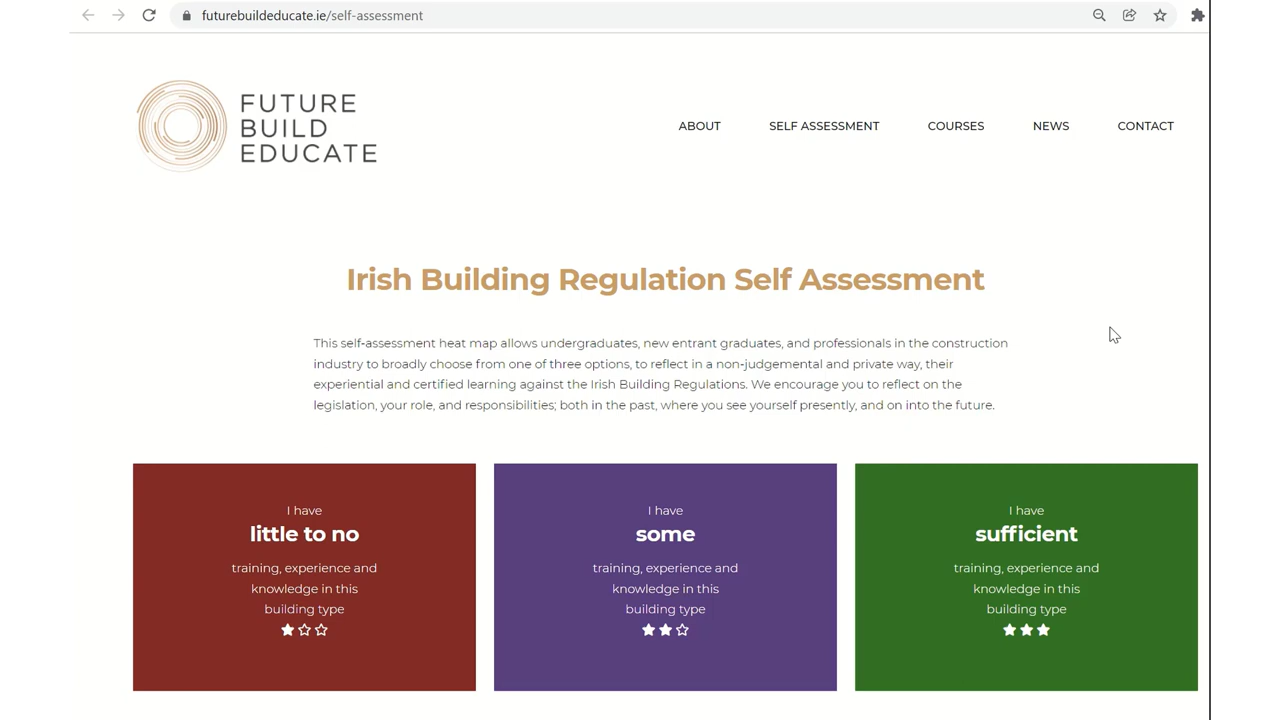 futurebuildeducate.ie/self-assessment
FUTURE
BUILD
EDUCATE
ABOUT
SELF ASSESSMENT
COURSES
NEWS
CONTACT
Irish Building Regulation Self Assessment
This self-assessment heat map allows undergraduates, new entrant graduates, and professionals in the construction
industry to broadly choose from one of three options, to reflect in a non-judgemental and private way, their
experiential and certified learning against the Irish Building Regulations. We encourage you to reflect on the
legislation, your role, and responsibilities; both in the past, where you see yourself presently, and on into the future.
I have
little to no
training, experience and
knowledge in this
building type
I have
some
training, experience and
knowledge in this
building type
I have
sufficient
training, experience and
knowledge in this
building type